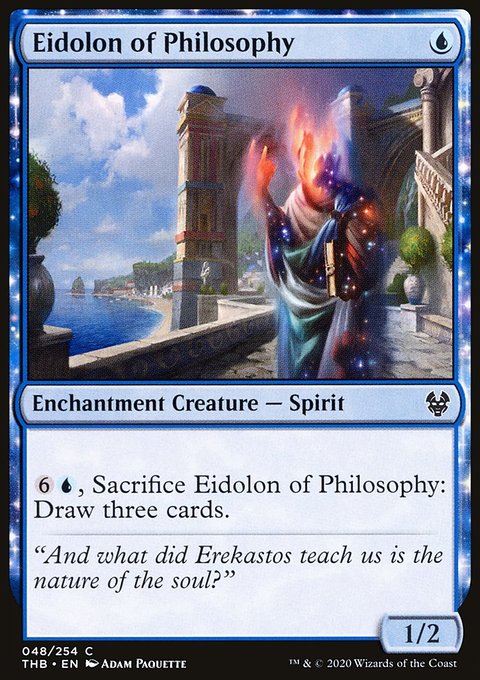 Eidolon of Philosophy
Enchantment Creature — Spirit
6, Sacrifice Eidolon of Philosophy:
Draw three cards.
“And what did Erekastos teach us is the
nature of the soul?”
1/2
048/254 C
THB • EN Adam Paquette
™ & © 2020 Wizards of the Coast